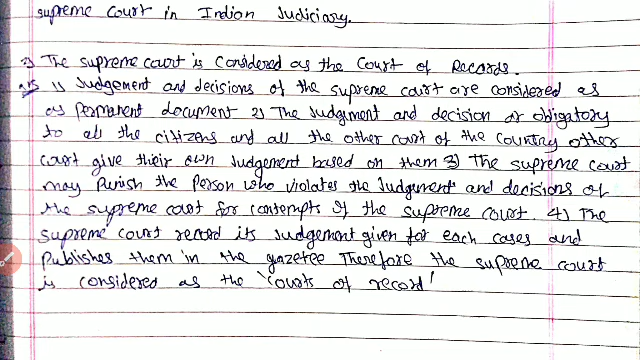 supreme Court in Indian Judiciary.
2) The supreme court is considered as the Court of Records.
Ans 1) Judgement and decisions of the supreme court are considered as
as permanent document 2) The Judgment and decision or obligatory
to all the citizens and all the other court of the country other
court give their own Judgement based on them 3) The supreme court
may punish the person who violates the Judgement and decisions of
the supreme court for contempts of the supreme court. 4) The
supreme court record its Judgement given for each cases and
Publishes them in the gazetee Therefore the supreme court
is considered as the 'courts of record'